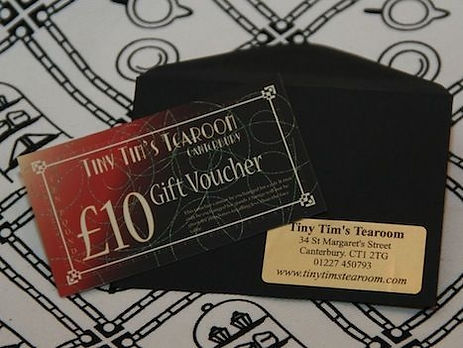 TINY TIM'S TEAROOM
CANTERBURY
£10 Gift Voucher
Tiny Tim's Tearoom
34 St Margaret's Street
Canterbury. CT1 2TG
01227 450793
www.tinytimstearoom.com